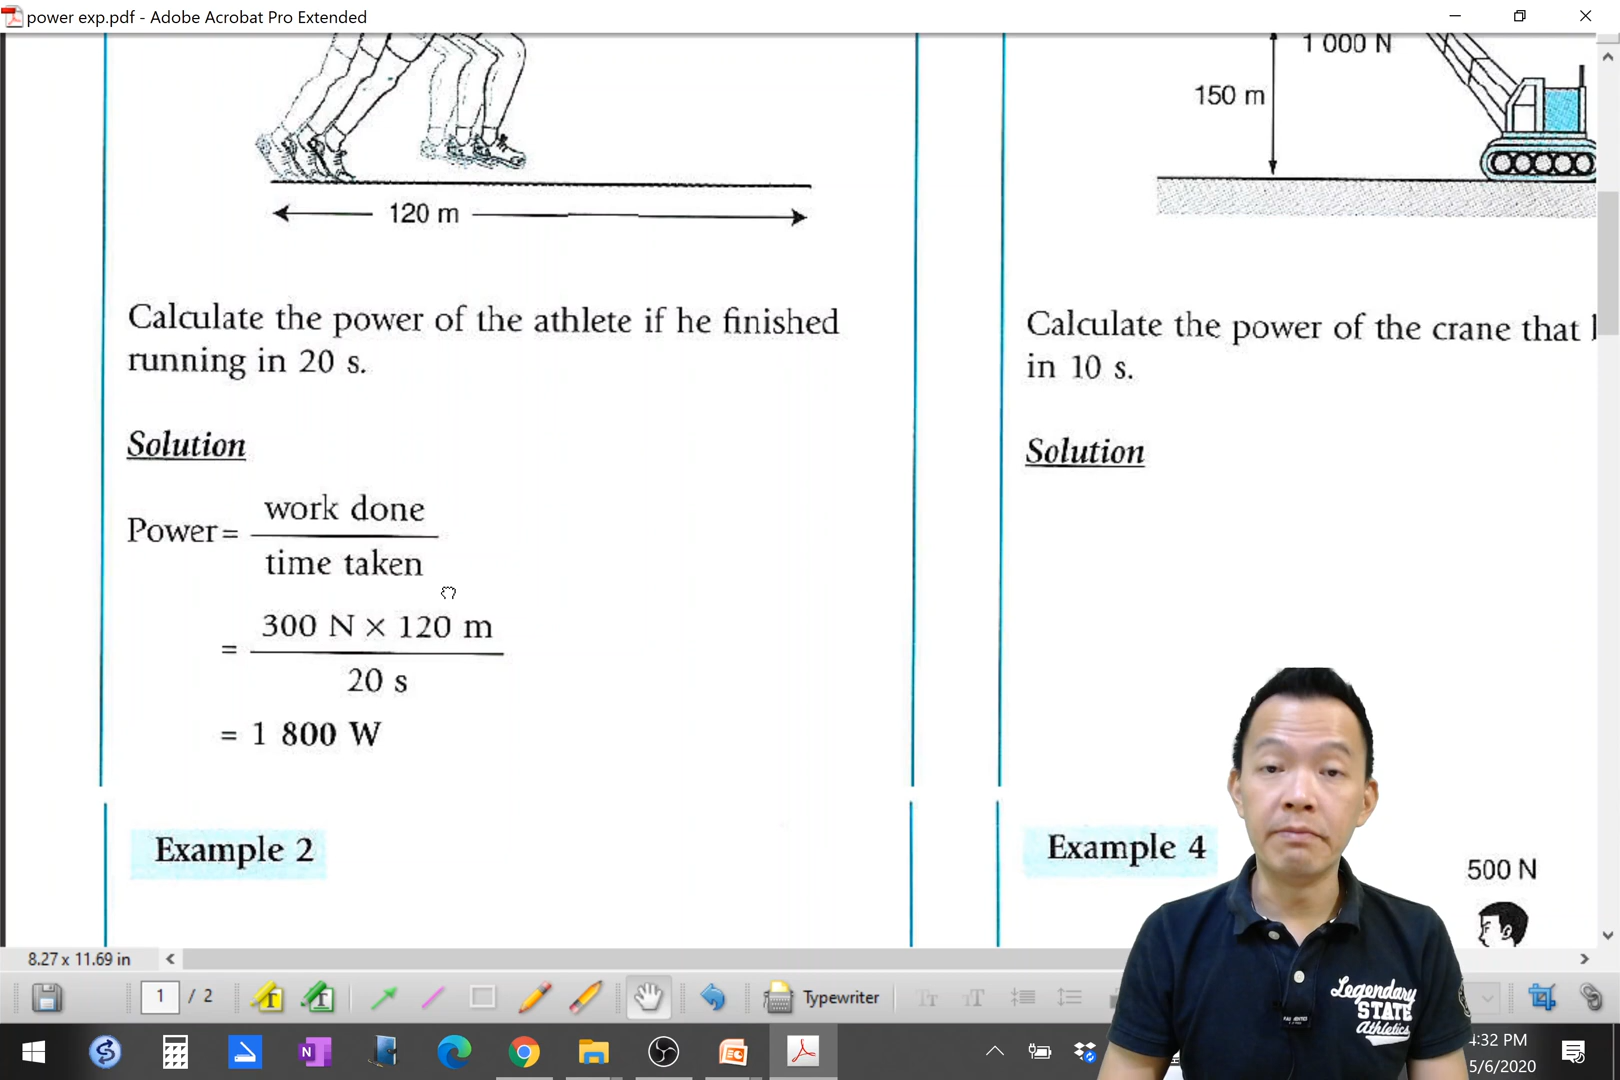 power exp.pdf - Adobe Acrobat Pro Extended
120 m
Calculate the power of the athlete if he finished
running in 20 s.
Solution
Power = work done
time taken
= 300 N × 120 m
20 s
= 1 800 W
Example 2
1 000 N
150 m
Calculate the power of the crane that
in 10 s.
Solution
Example 4
500 N
Legendary
STATE
Athletics
8.27 x 11.69 in
1 / 2
Typewriter
4:32 PM
5/6/2020